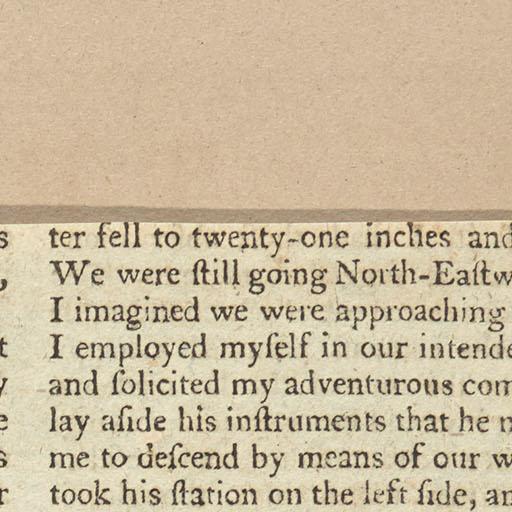 s ter fell to twenty-one inches and
, We were ſtill going North-Eaſtw
I imagined we were approaching
t I employed myſelf in our intende
y and ſolicited my adventurous com
e lay aſide his inſtruments that he
s me to deſcend by means of our w
r took his ſtation on the left ſide, an